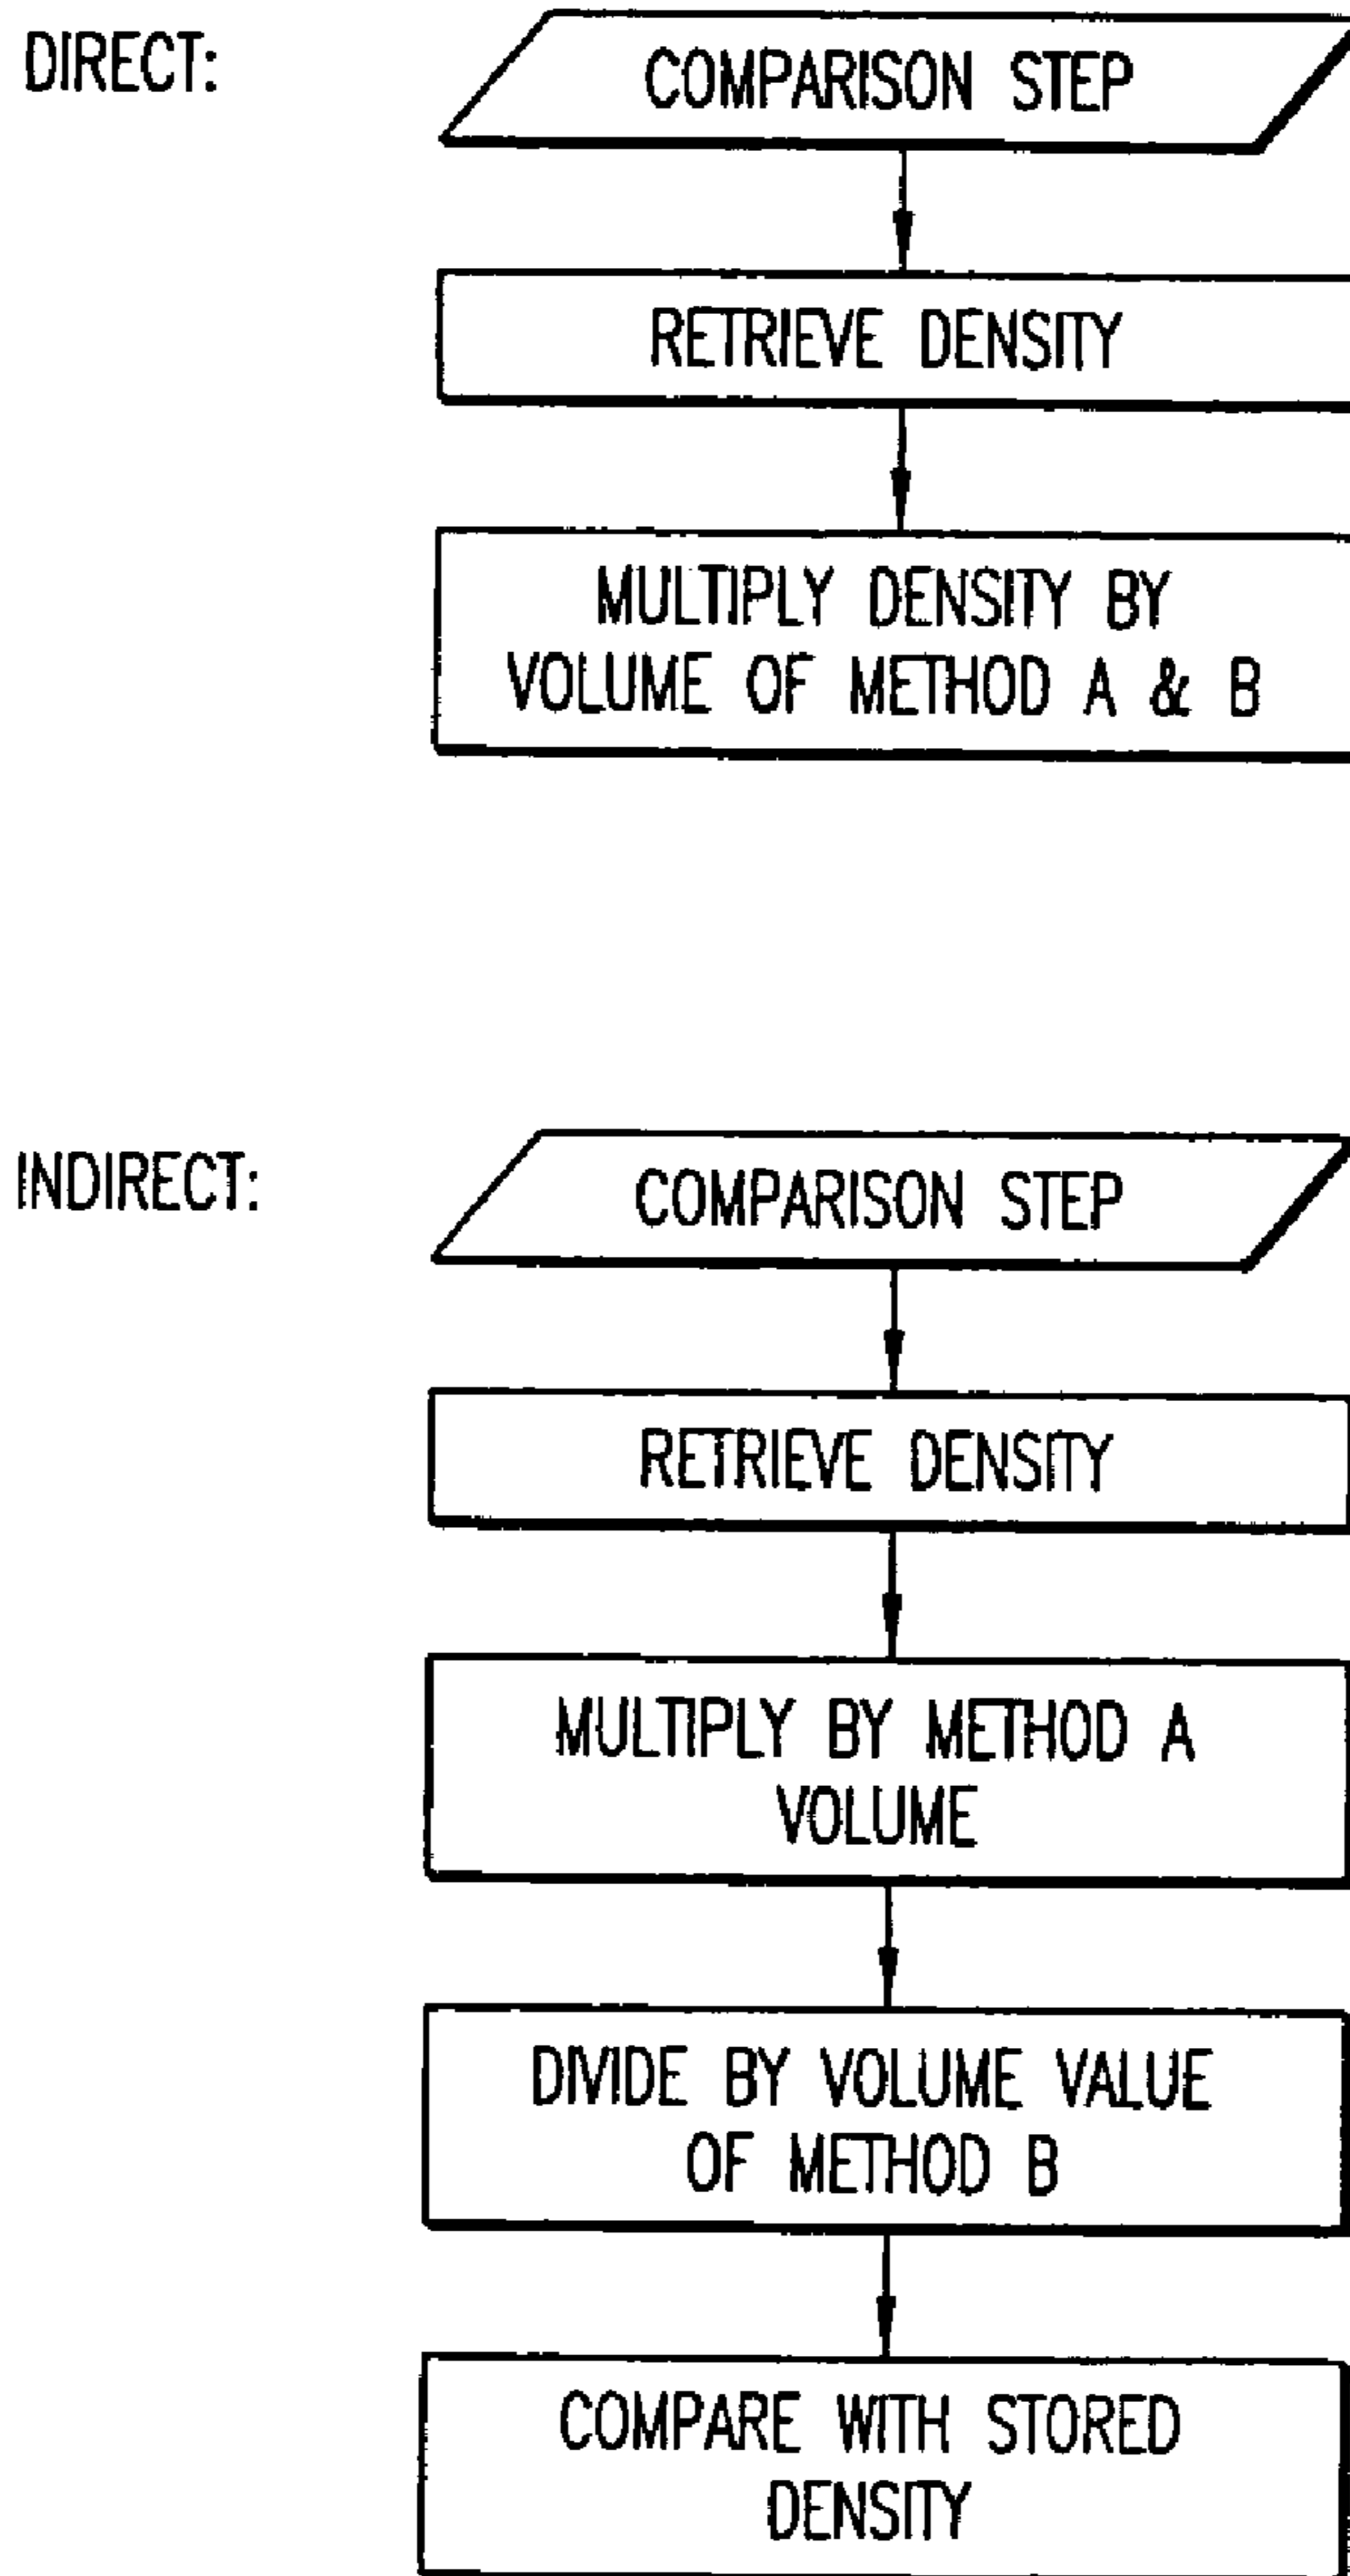 DIRECT:
COMPARISON STEP
RETRIEVE DENSITY
MULTIPLY DENSITY BY
VOLUME OF METHOD A & B
INDIRECT:
COMPARISON STEP
RETRIEVE DENSITY
MULTIPLY BY METHOD A
VOLUME
DIVIDE BY VOLUME VALUE
OF METHOD B
COMPARE WITH STORED
DENSITY